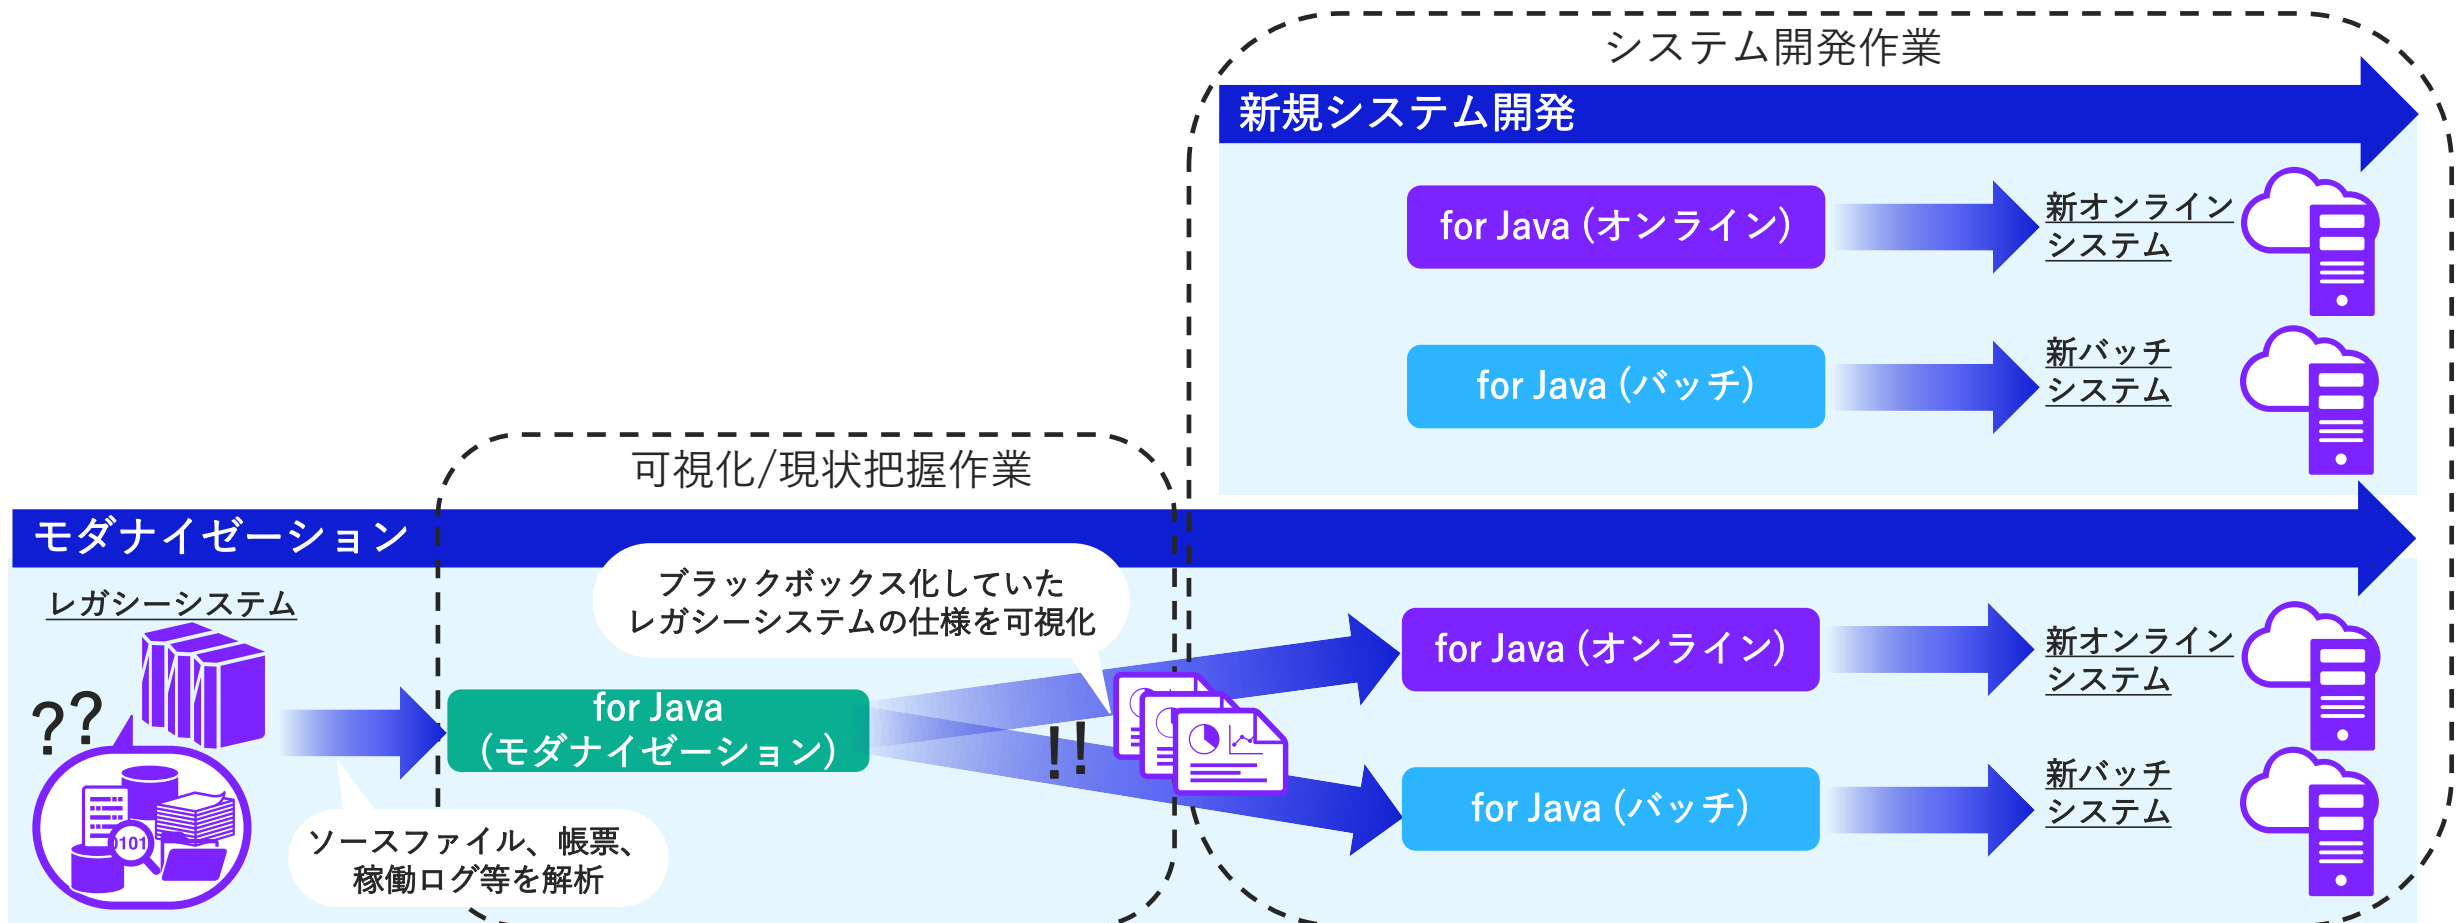 システム開発作業
新規システム開発
for Java (オンライン)
新オンライン
システム
for Java (バッチ)
新バッチ
システム
可視化/現状把握作業
モダナイゼーション
レガシーシステム
??
0101
ソースファイル、帳票、
稼働ログ等を解析
for Java
(モダナイゼーション)
ブラックボックス化していた
レガシーシステムの仕様を可視化
!!
for Java (オンライン)
新オンライン
システム
for Java (バッチ)
新バッチ
システム